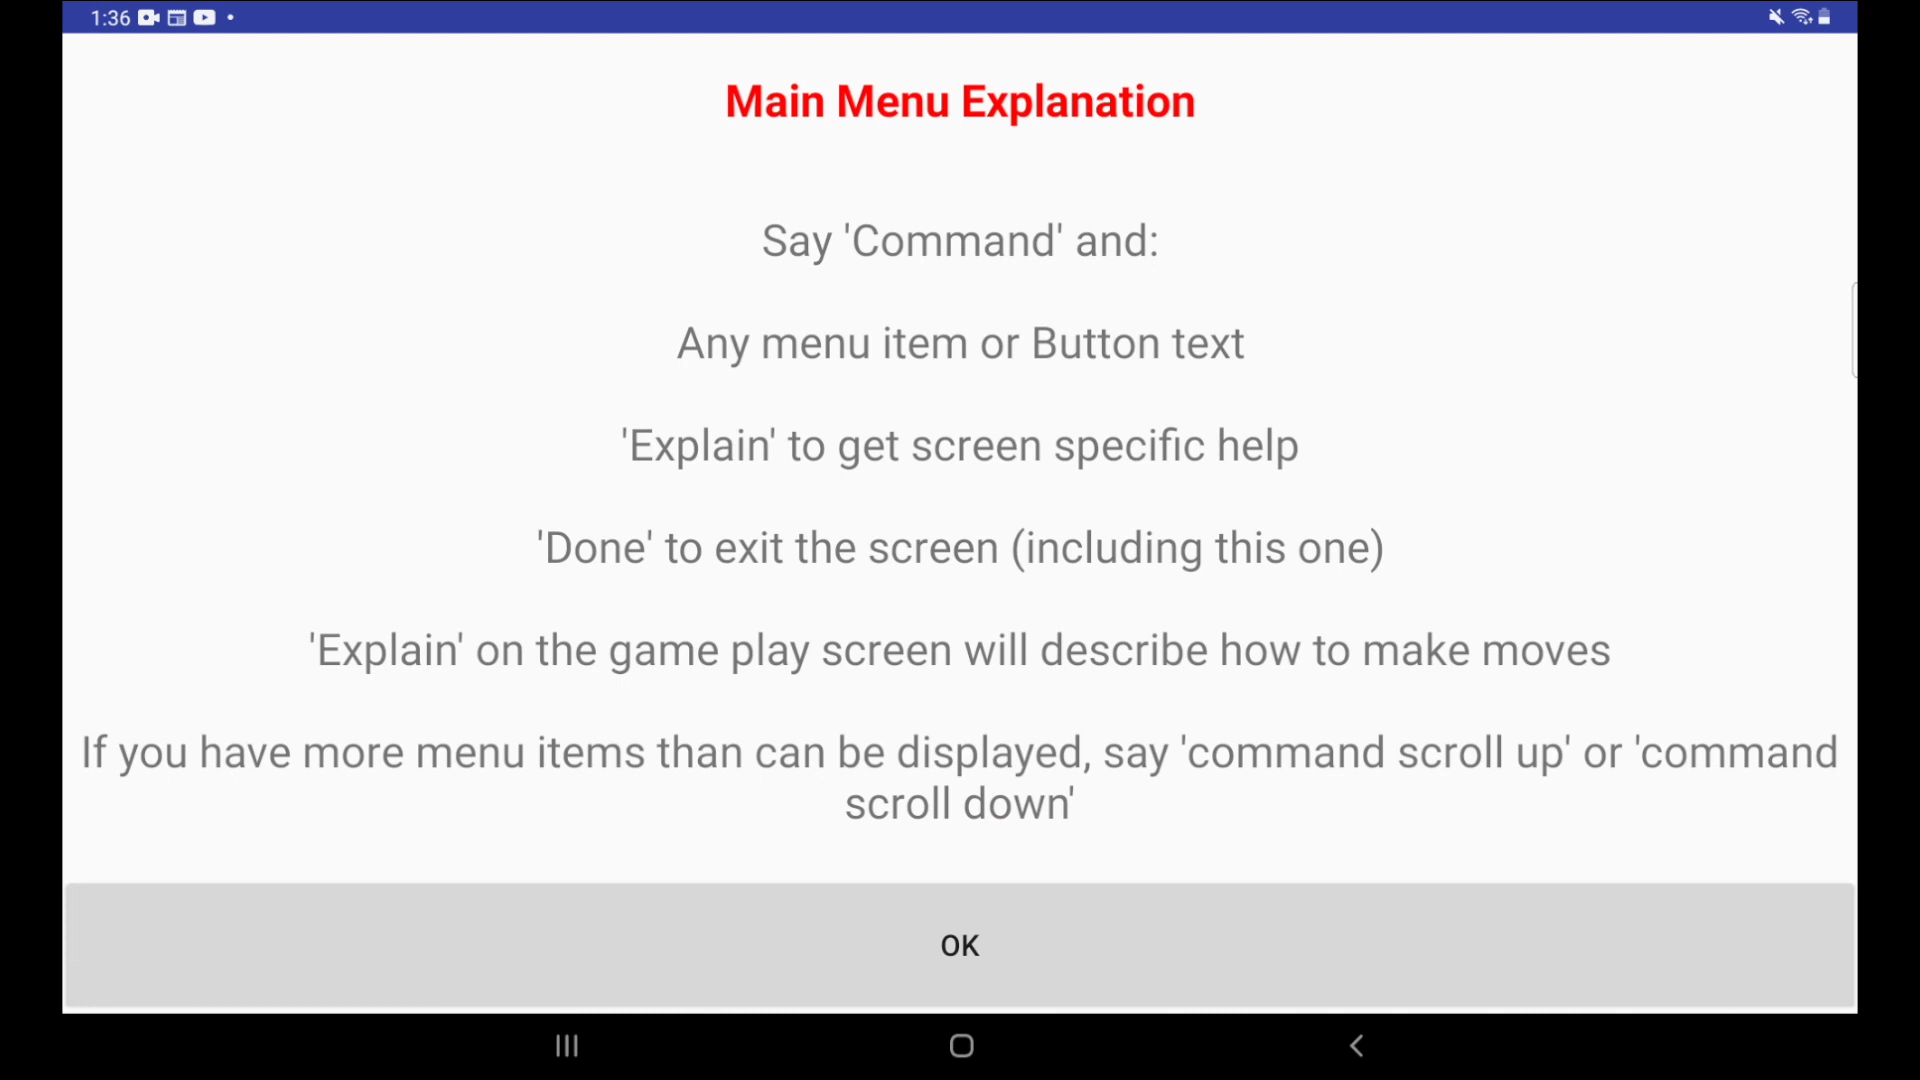 1:36
Main Menu Explanation
Say 'Command' and:
Any menu item or Button text
'Explain' to get screen specific help
'Done' to exit the screen (including this one)
'Explain' on the game play screen will describe how to make moves
If you have more menu items than can be displayed, say 'command scroll up' or 'command
scroll down'
OK